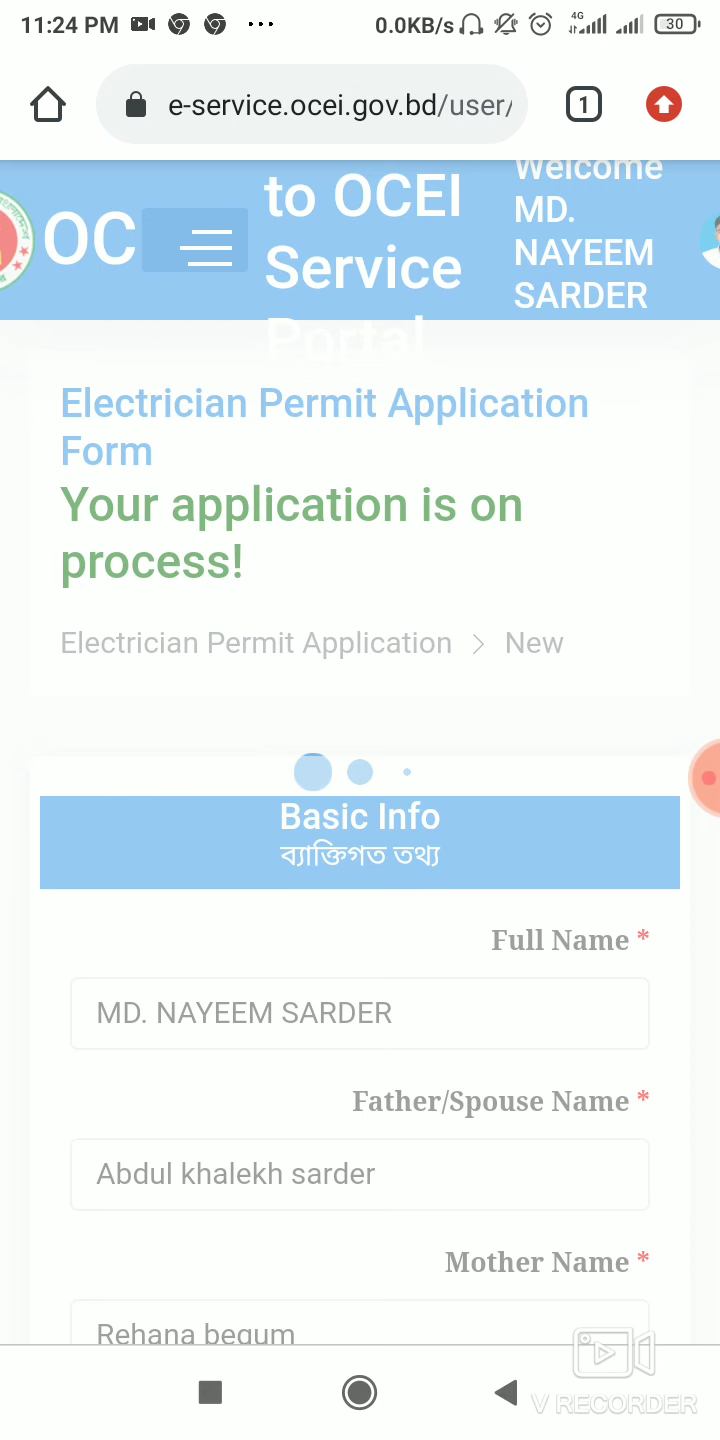 11:24 PM 0.0KB/s 4G 30
e-service.ocei.gov.bd/user/
1
OC
to OCEI
Service
Portal
Welcome
MD.
NAYEEM
SARDER
Electrician Permit Application
Form
Your application is on
process!
Electrician Permit Application > New
Basic Info
ব্যাক্তিগত তথ্য
Full Name *
MD. NAYEEM SARDER
Father/Spouse Name *
Abdul khalekh sarder
Mother Name *
Rehana begum
V RECORDER